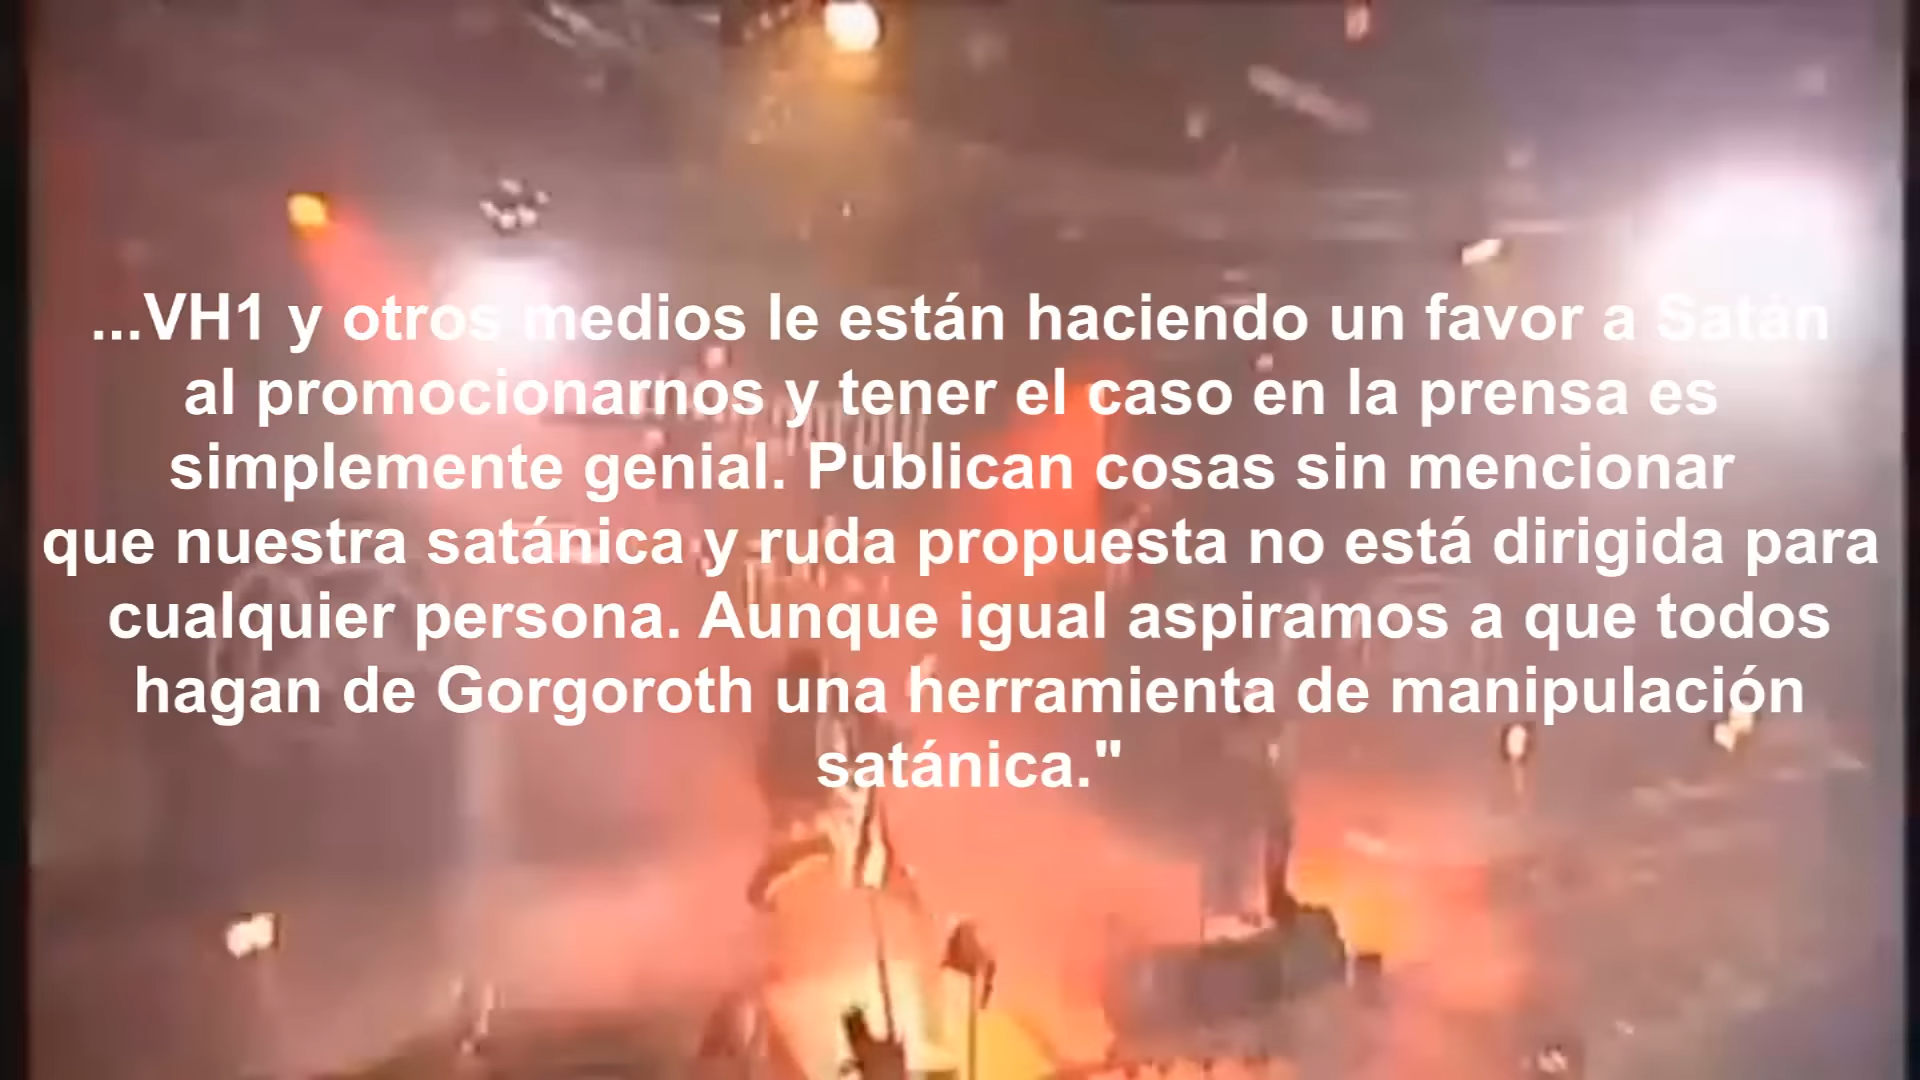 ...VH1 y otros medios le están haciendo un favor a Satán
al promocionarnos y tener el caso en la prensa es
simplemente genial. Publican cosas sin mencionar
que nuestra satánica y ruda propuesta no está dirigida para
cualquier persona. Aunque igual aspiramos a que todos
hagan de Gorgoroth una herramienta de manipulación
satánica."